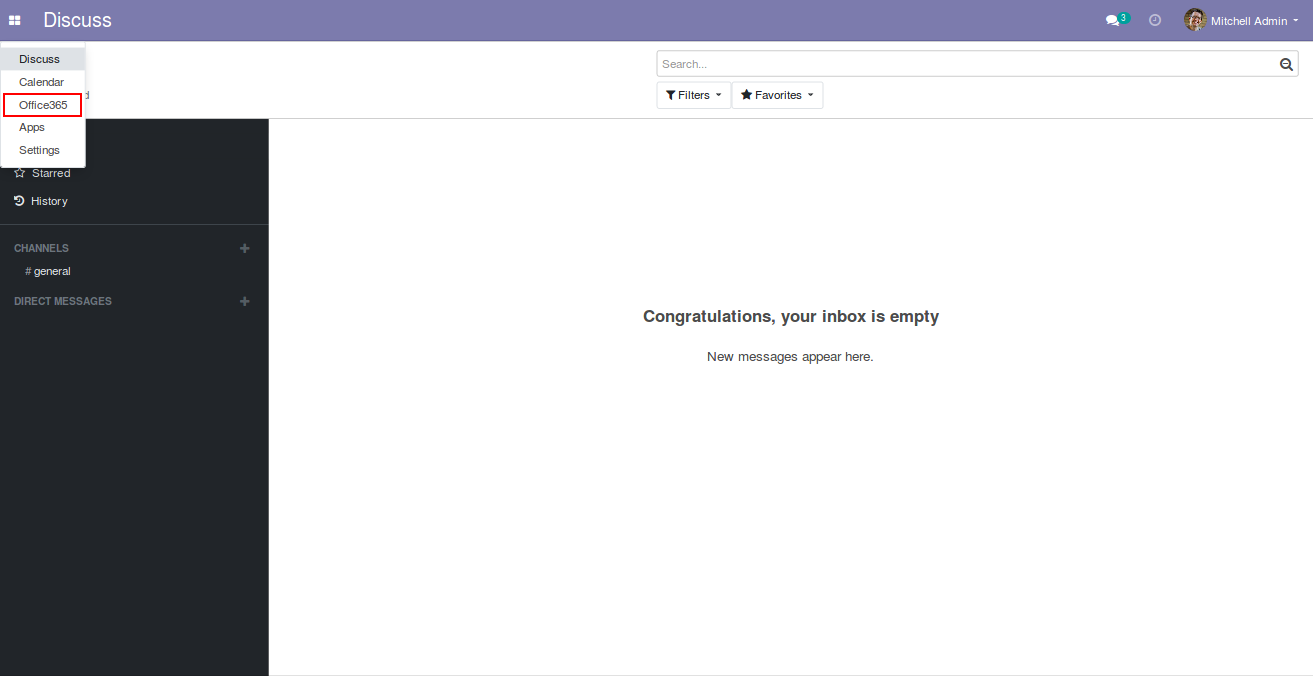 Discuss
3
Mitchell Admin
Discuss
Calendar
Office365
Apps
Settings
Search...
Filters
Favorites
Starred
History
CHANNELS
# general
DIRECT MESSAGES
Congratulations, your inbox is empty
New messages appear here.